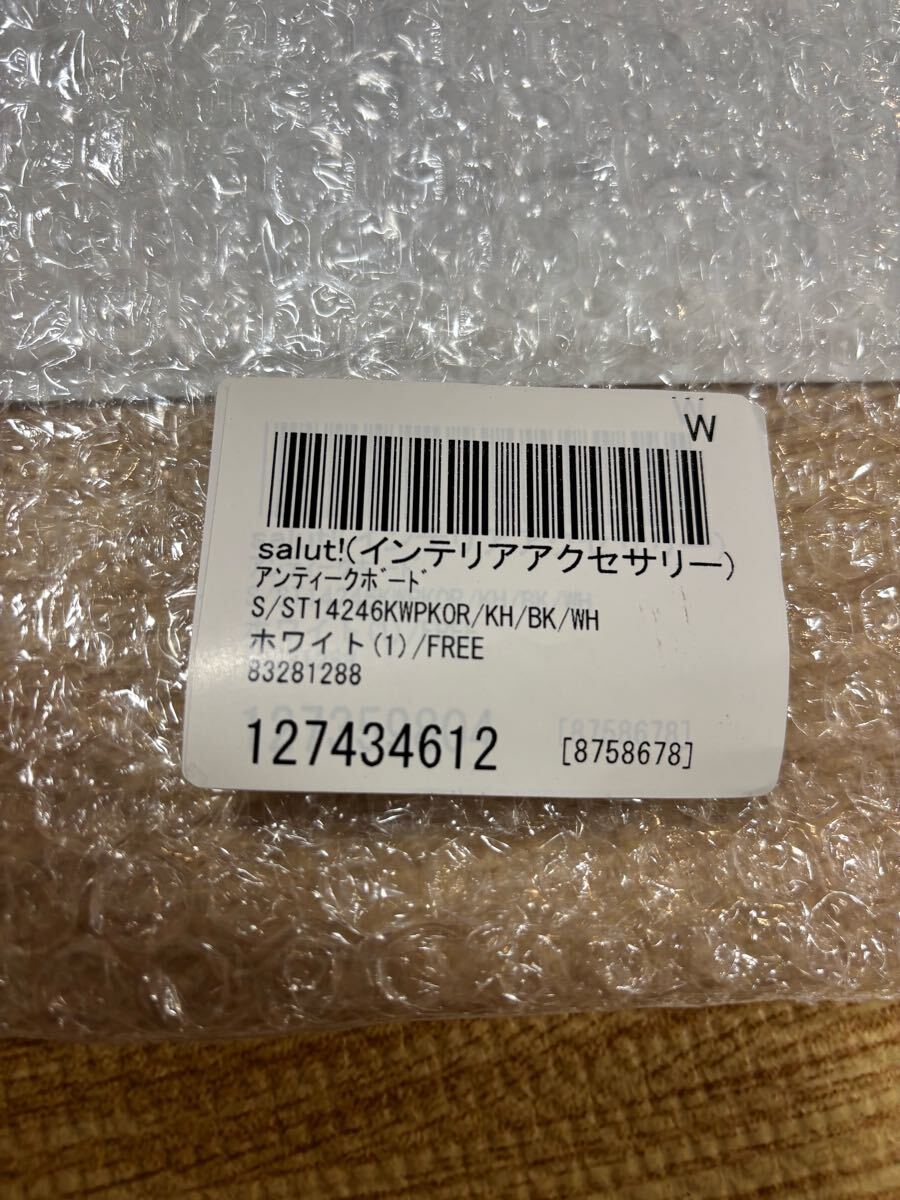 W
salut!(インテリアアクセサリー)
アンティークボード
S/ST14246KWPKOR/KH/BK/WH
ホワイト(1)/FREE
83281288
127434612 [8758678]